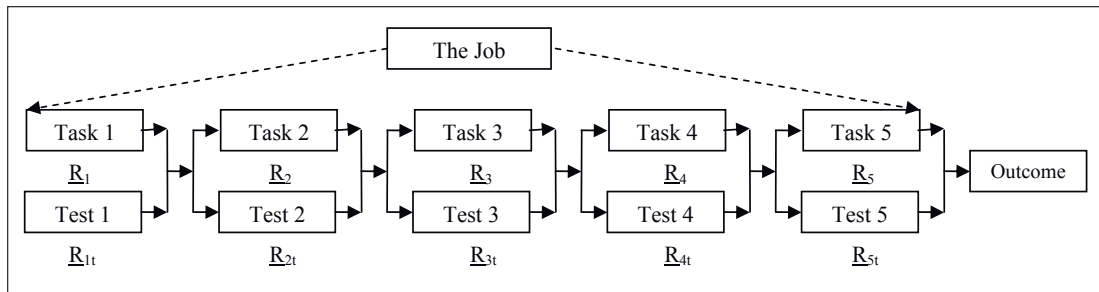 The Job
Task 1 Task 2 Task 3 Task 4 Task 5
R1 R2 R3 R4 R5 Outcome
Test 1 Test 2 Test 3 Test 4 Test 5
R1t R2t R3t R4t R5t